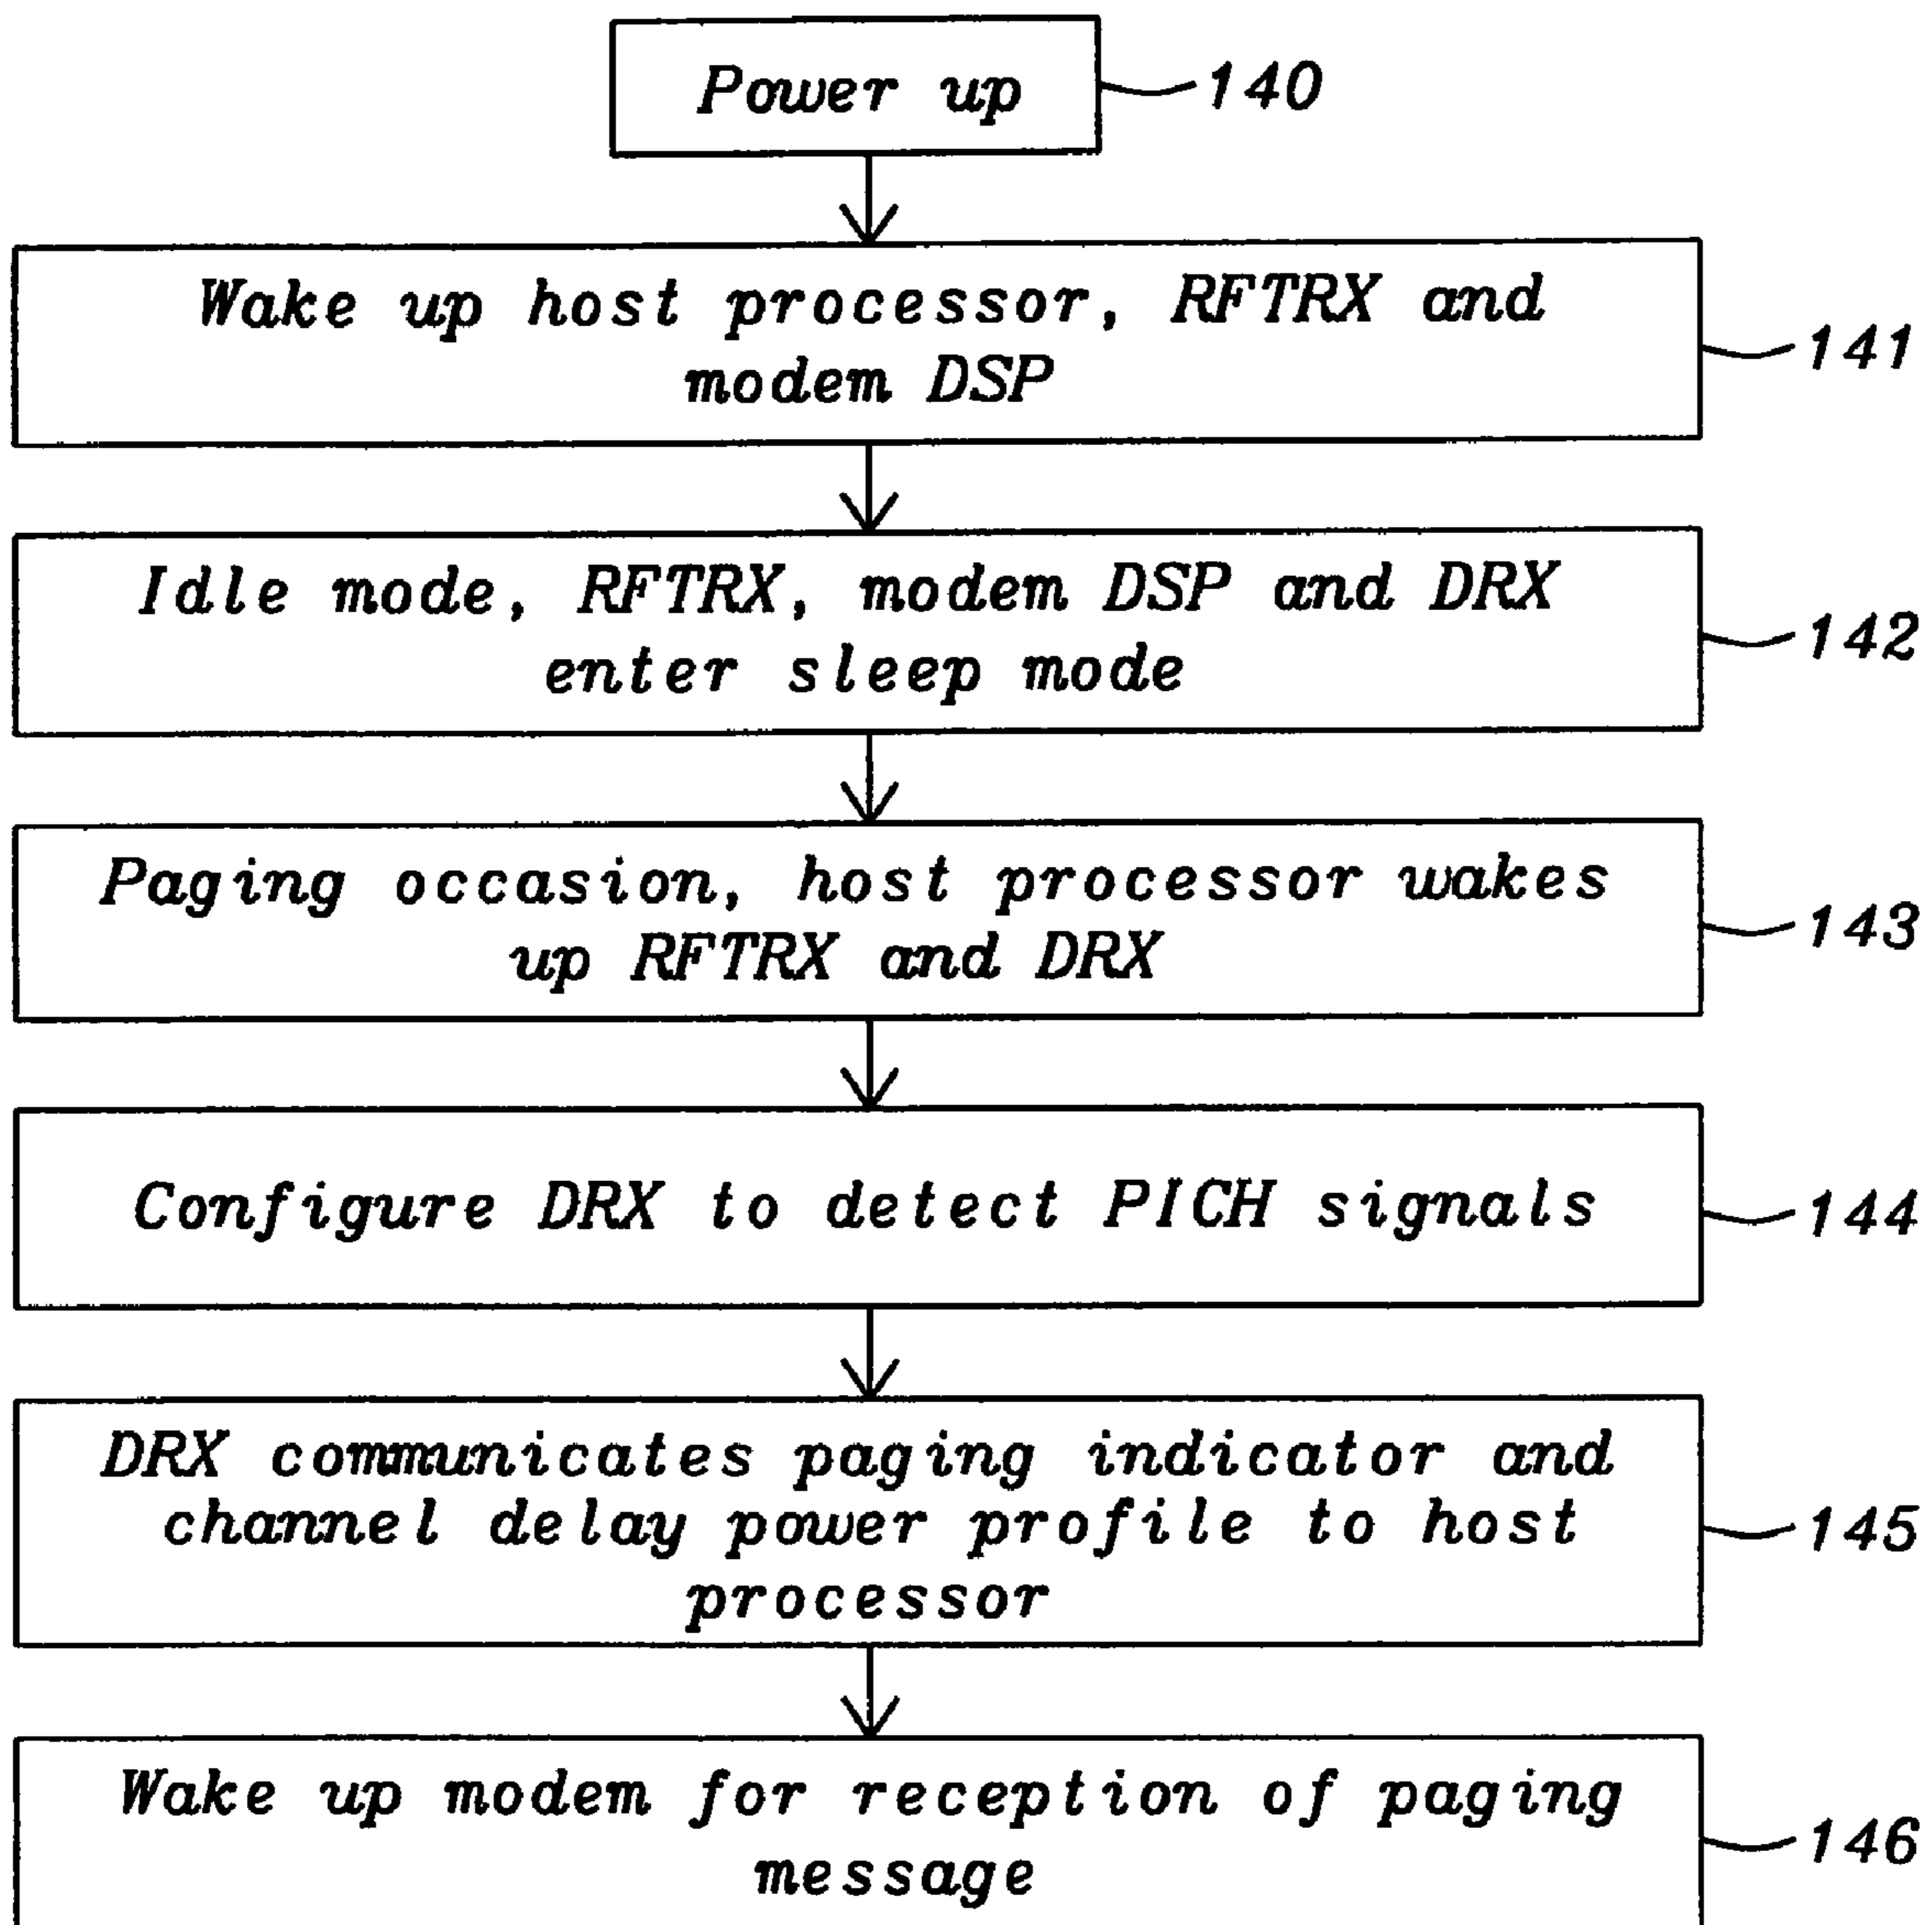 Power up
140
Wake up host processor, RFTRX and
modem DSP
141
Idle mode, RFTRX, modem DSP and DRX
enter sleep mode
142
Paging occasion, host processor wakes
up RFTRX and DRX
143
Configure DRX to detect PICH signals
144
DRX communicates paging indicator and
channel delay power profile to host
processor
145
Wake up modem for reception of paging
message
146